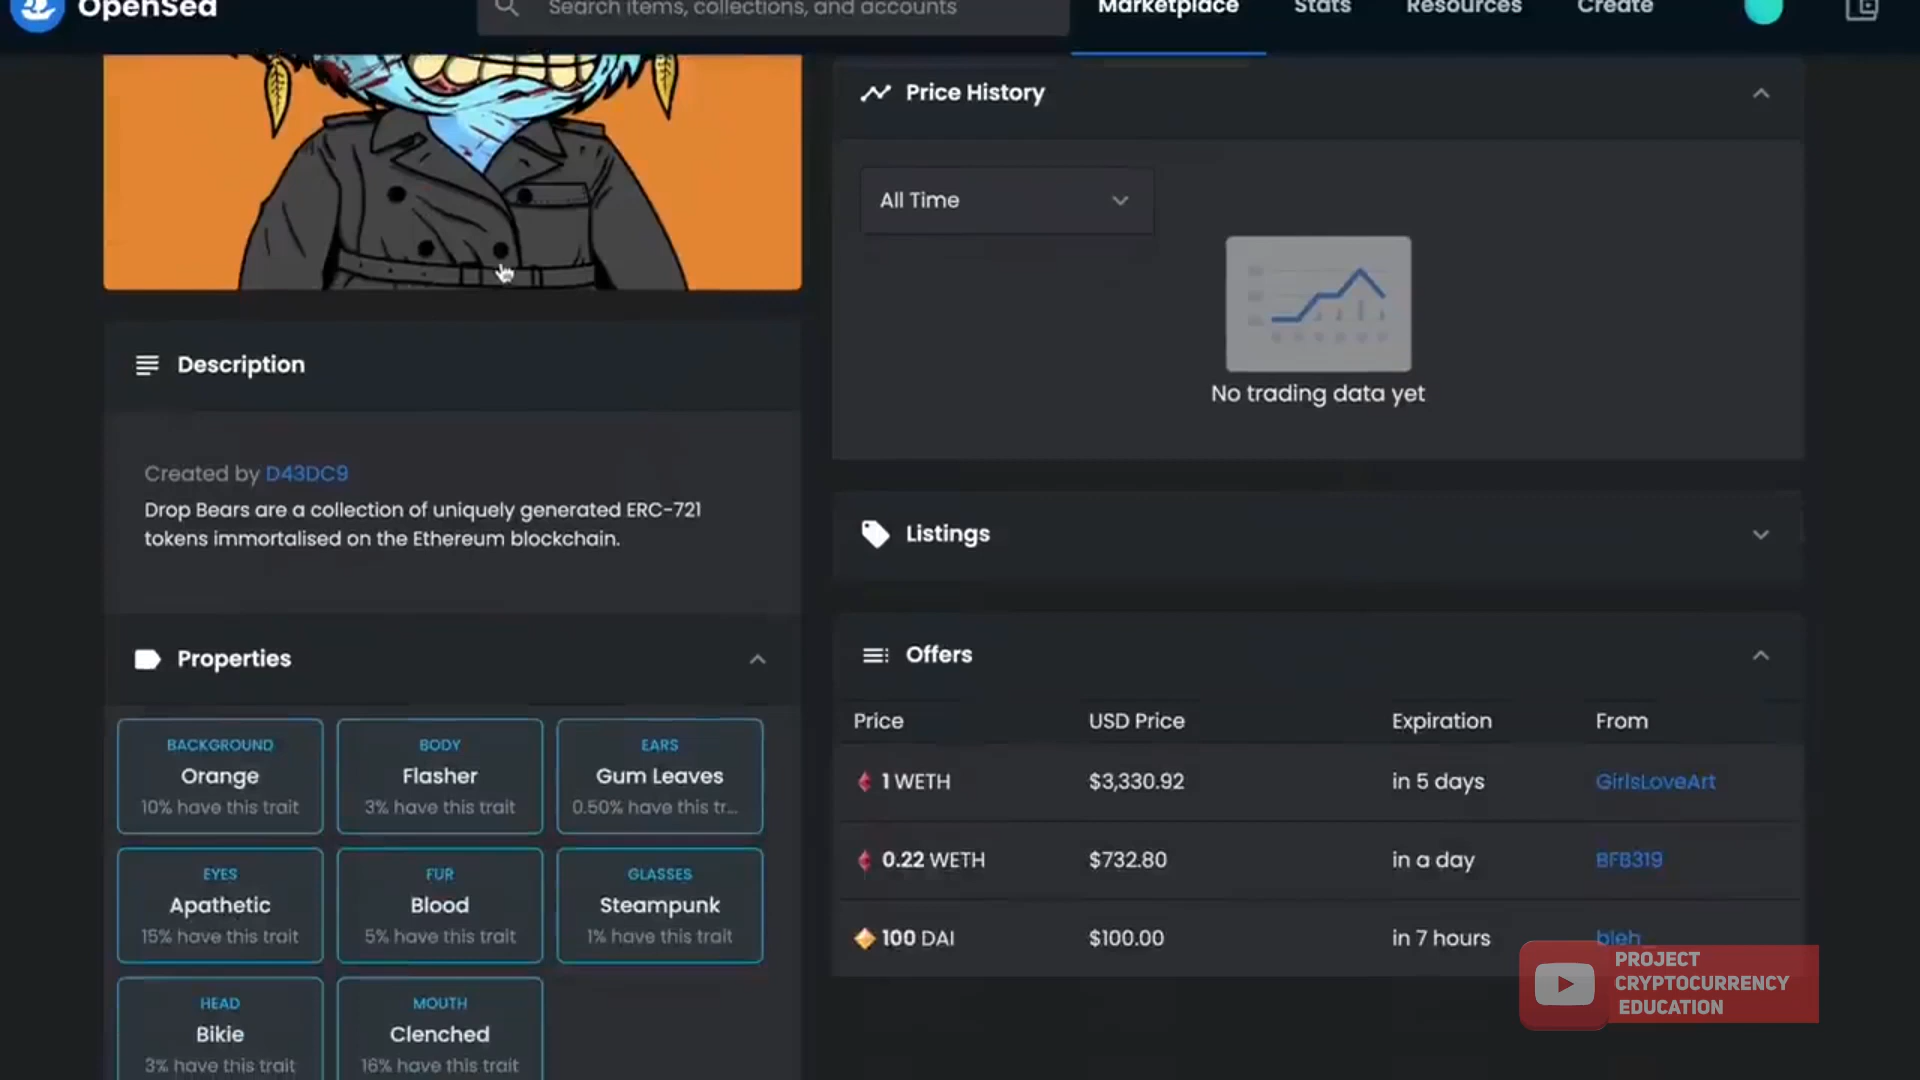 OpenSea
Search items, collections, and accounts
Marketplace
Stats
Resources
Create
Price History
All Time
No trading data yet
Description
Created by D43DC9
Drop Bears are a collection of uniquely generated ERC-721
tokens immortalised on the Ethereum blockchain.
Listings
Offers
Price USD Price Expiration From
1 WETH $3,330.92 in 5 days GirlsLoveArt
0.22 WETH $732.80 in a day BFB319
100 DAI $100.00 in 7 hours bleh_
Properties
BACKGROUND
Orange
10% have this trait
BODY
Flasher
3% have this trait
EARS
Gum Leaves
0.50% have this tr...
EYES
Apathetic
15% have this trait
FUR
Blood
5% have this trait
GLASSES
Steampunk
1% have this trait
HEAD
Bikie
3% have this trait
MOUTH
Clenched
16% have this trait
PROJECT
CRYPTOCURRENCY
EDUCATION